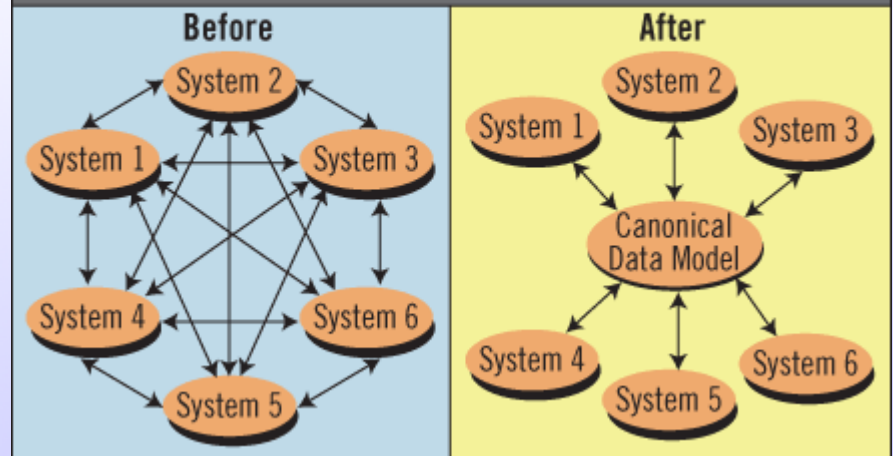 Before
System 2
System 1
System 3
System 4
System 6
System 5
After
System 2
System 1
System 3
Canonical
Data Model
System 4
System 5
System 6